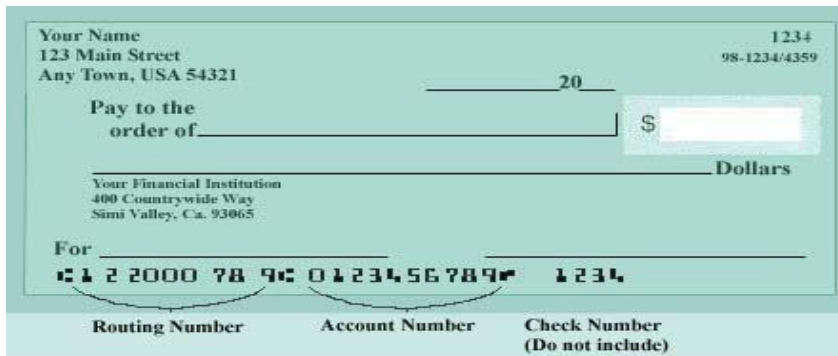 Your Name 1234
123 Main Street 98-1234/4359
Any Town, USA 54321
20
Pay to the
order of $
Dollars
Your Financial Institution
400 Countrywide Way
Simi Valley, Ca. 93065
For
⑆122000789⑆ 0123456789⑈ 1234
Routing Number Account Number Check Number
(Do not include)